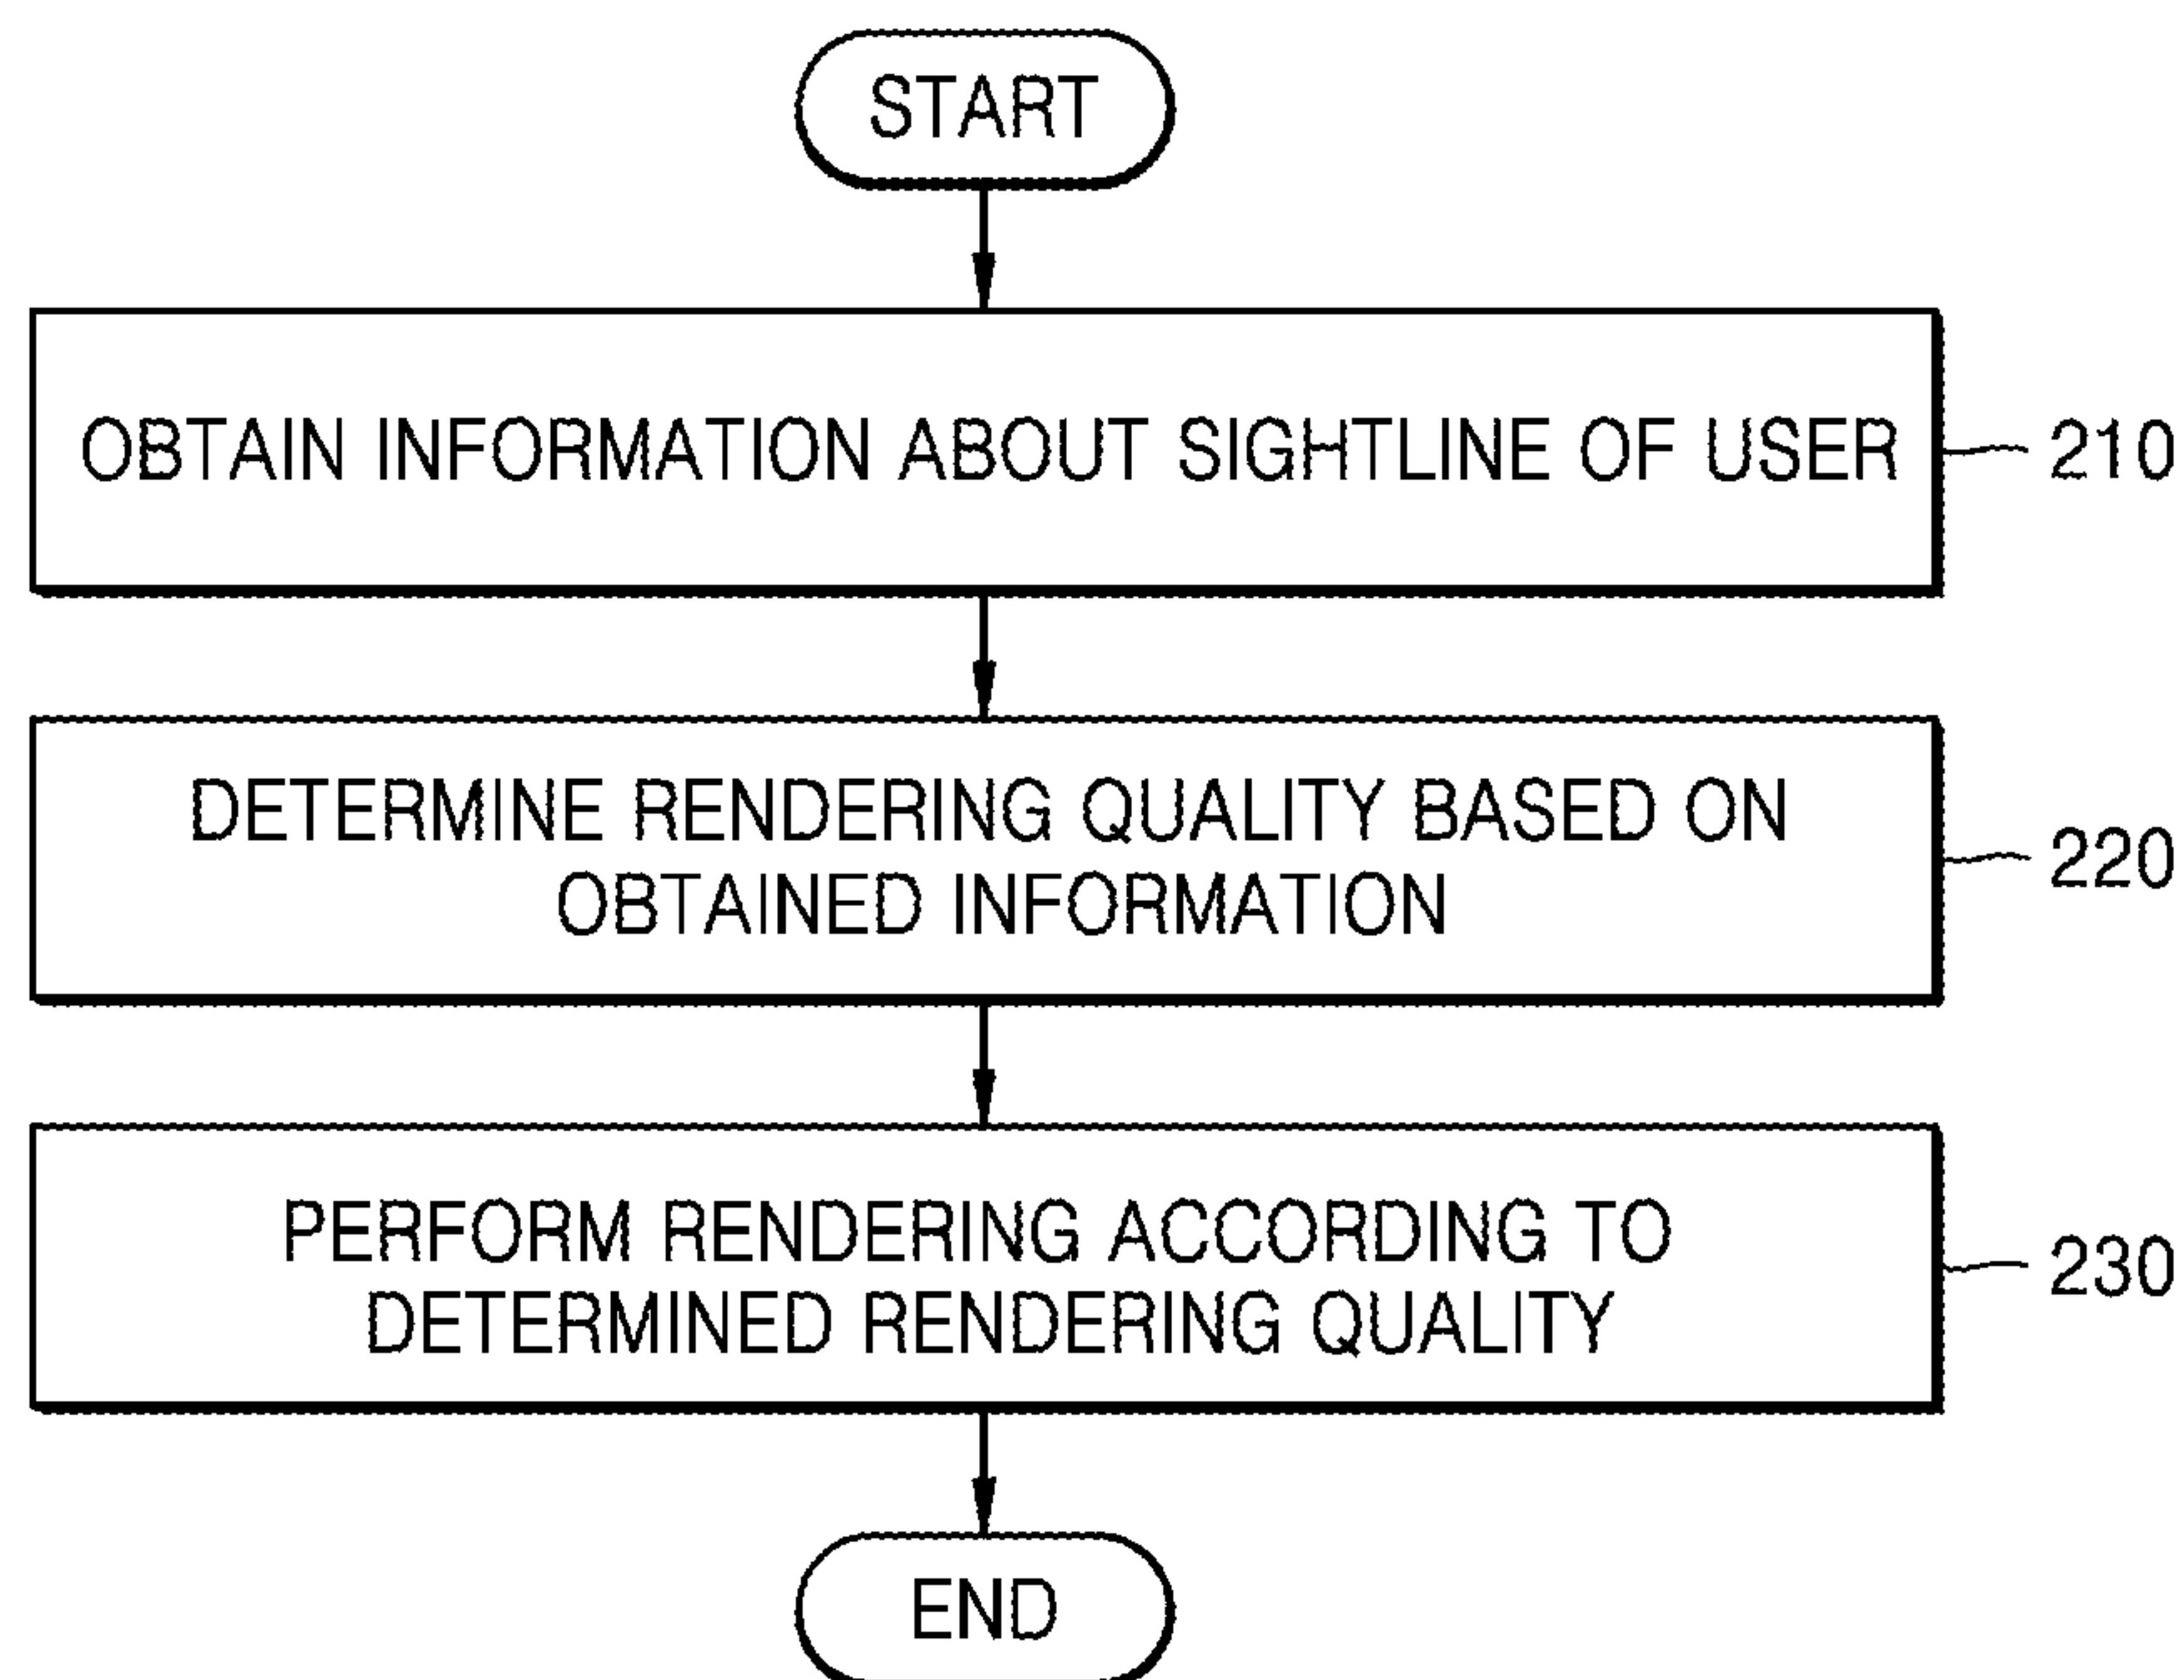 START
OBTAIN INFORMATION ABOUT SIGHTLINE OF USER
210
DETERMINE RENDERING QUALITY BASED ON
OBTAINED INFORMATION
220
PERFORM RENDERING ACCORDING TO
DETERMINED RENDERING QUALITY
230
END